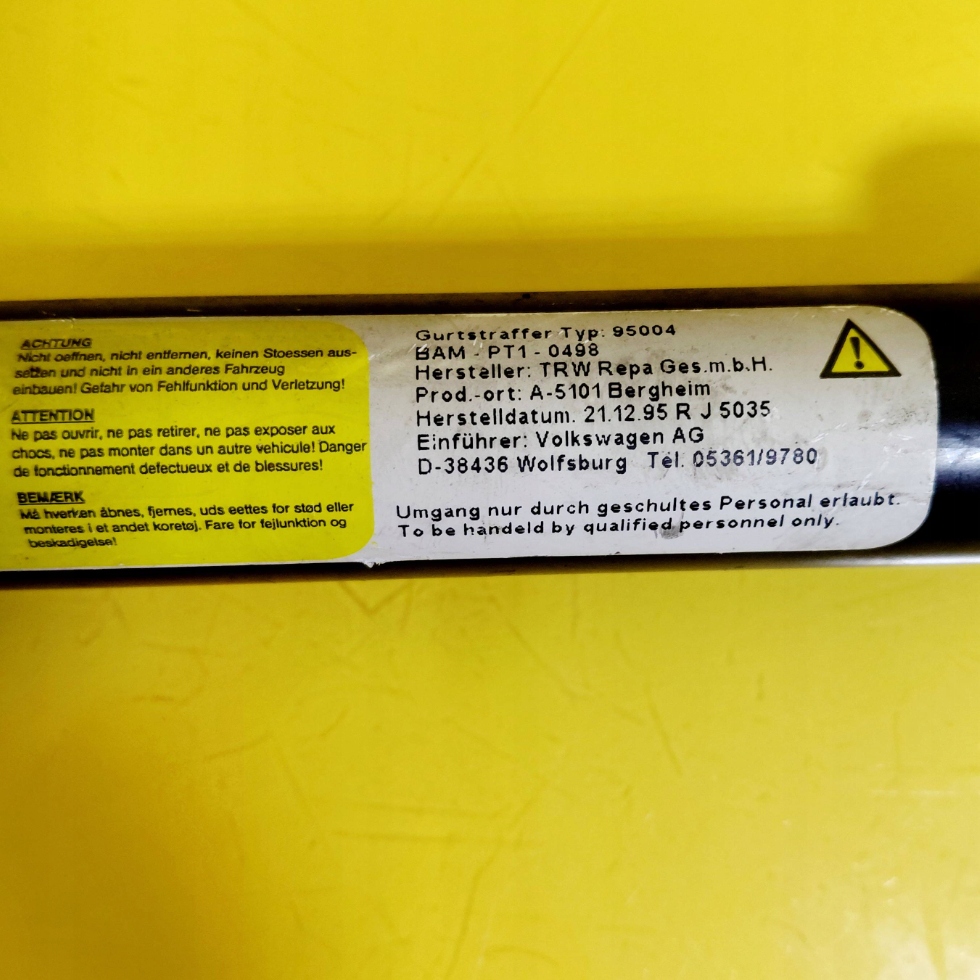 ACHTUNG
Nicht oeffnen, nicht entfernen, keinen Stoessen aus-
setzen und nicht in ein anderes Fahrzeug
einbauen! Gefahr von Fehlfunktion und Verletzung!
ATTENTION
Ne pas ouvrir, ne pas retirer, ne pas exposer aux
chocs, ne pas monter dans un autre vehicule! Danger
de fonctionnement defectueux et de blessures!
BEMÆRK
Må hverken åbnes, fjernes, uds eettes for stød eller
monteres i et andet koretøj. Fare for fejlunktion og
beskadigelse!
Gurtstraffer Typ: 95004
BAM - PT1 - 0498
Hersteller: TRW Repa Ges.m.b.H.
Prod.-ort: A-5101 Bergheim
Herstelldatum. 21.12.95 R J 5035
Einführer: Volkswagen AG
D-38436 Wolfsburg Tel. 05361/9780
Umgang nur durch geschultes Personal erlaubt.
To be handeld by qualified personnel only.